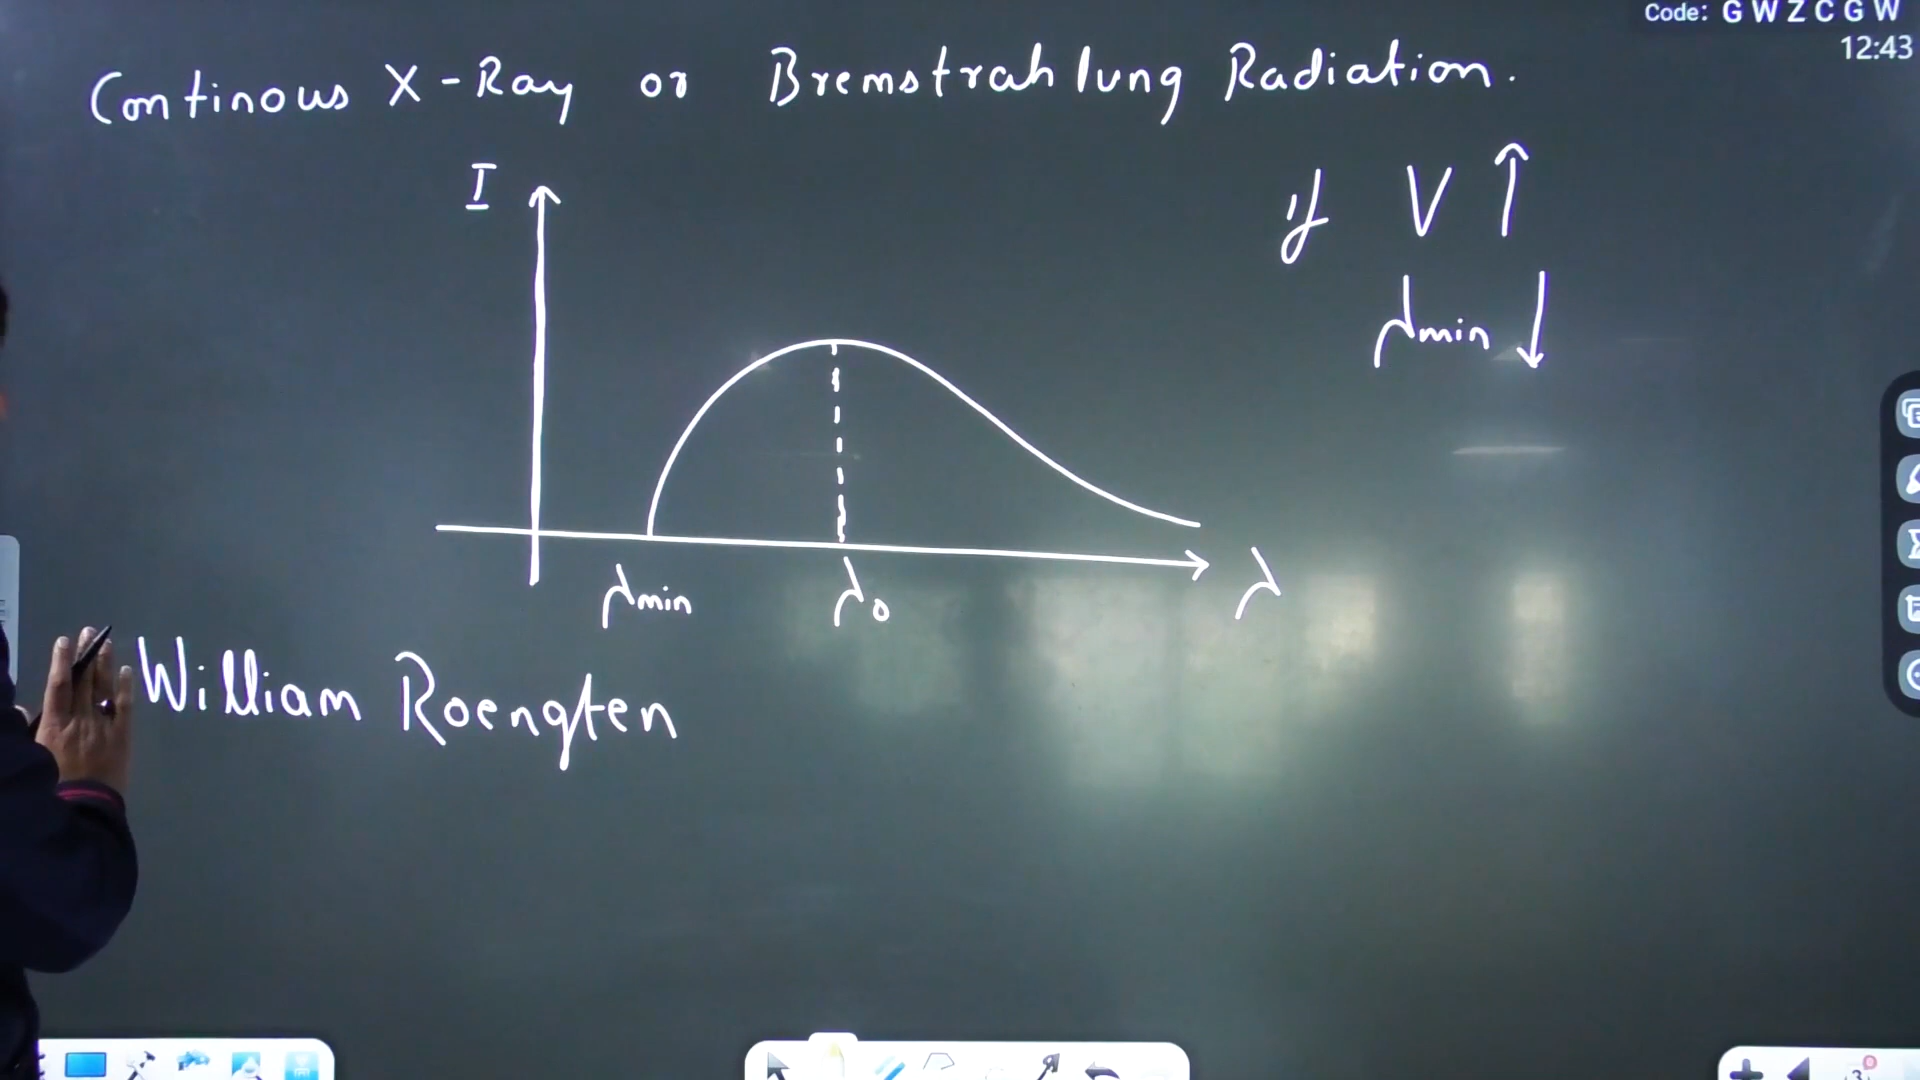 Code: GWZCGW
12:43
Continous X-Ray or Bremstrahlung Radiation.
I
if V ↑
λmin ↓
λmin λ0 λ
William Roengten